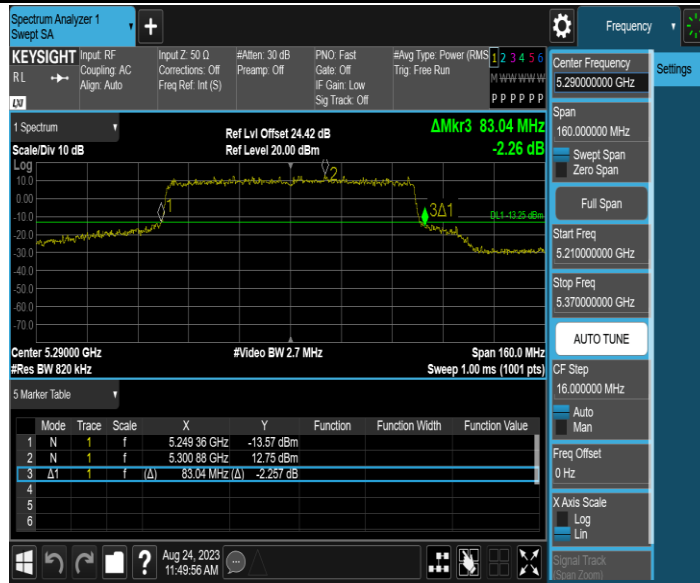 Spectrum Analyzer 1
Swept SA
Frequency
KEYSIGHT
Input: RF
Input Z: 50 Ω
#Atten: 30 dB
PNO: Fast
#Avg Type: Power (RMS
1 2 3 4 5 6
RL
Coupling: AC
Corrections: Off
Preamp: Off
Gate: Off
Trig: Free Run
Align: Auto
Freq Ref: Int (S)
IF Gain: Low
M W W W W W
Sig Track: Off
P P P P P P
LXI
Center Frequency
5.290000000 GHz
Settings
Span
160.000000 MHz
Swept Span
Zero Span
Full Span
Start Freq
5.210000000 GHz
Stop Freq
5.370000000 GHz
AUTO TUNE
CF Step
16.000000 MHz
Auto
Man
Freq Offset
0 Hz
X Axis Scale
Log
Lin
Signal Track
(Span Zoom)
1 Spectrum
Ref Lvl Offset 24.42 dB
ΔMkr3 83.04 MHz
Scale/Div 10 dB
Ref Level 20.00 dBm
-2.26 dB
Log
10.0
0.00
-10.0
-20.0
-30.0
-40.0
-50.0
-60.0
-70.0
1
2
3Δ1
DL1 -13.25 dBm
Center 5.29000 GHz
#Video BW 2.7 MHz
Span 160.0 MHz
#Res BW 820 kHz
Sweep 1.00 ms (1001 pts)
5 Marker Table
Mode Trace Scale X Y Function Function Width Function Value
1 N 1 f 5.249 36 GHz -13.57 dBm
2 N 1 f 5.300 88 GHz 12.75 dBm
3 Δ1 1 f (Δ) 83.04 MHz (Δ) -2.257 dB
4
5
6
?
Aug 24, 2023
11:49:56 AM